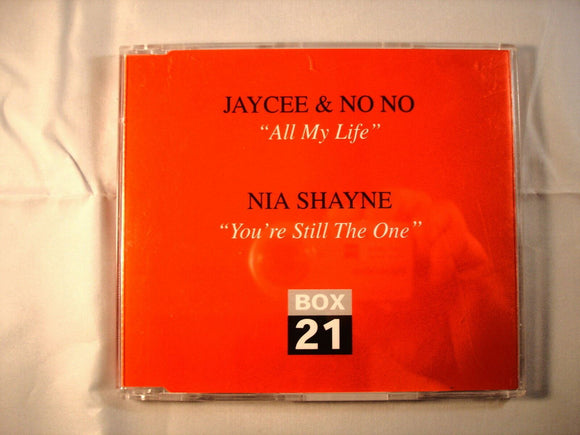 JAYCEE & NO NO
“All My Life”
NIA SHAYNE
“You’re Still The One”
BOX
21